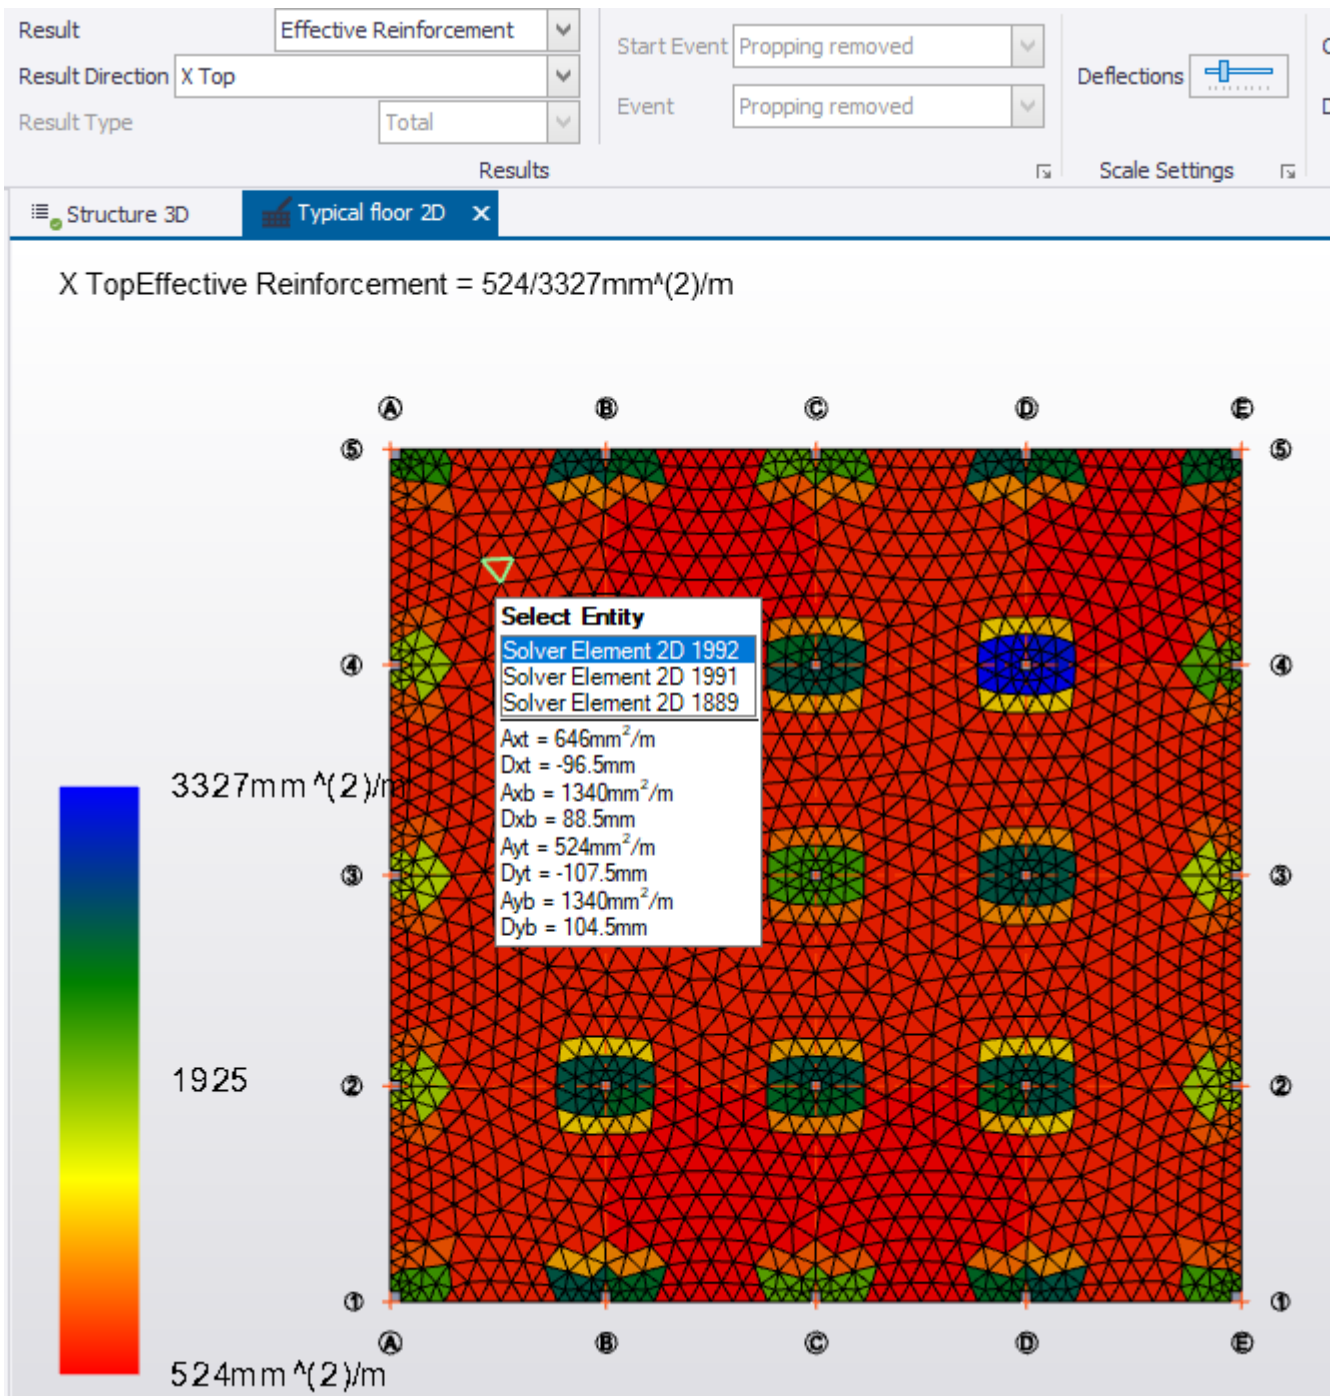 Result Effective Reinforcement
Result Direction X Top
Result Type Total
Start Event Propping removed
Event Propping removed
Deflections
Results
Scale Settings
Structure 3D
Typical floor 2D
X TopEffective Reinforcement = 524/3327mm^(2)/m
A B C D E
5 5
4 4
3 3
2 2
1 1
A B C D E
Select Entity
Solver Element 2D 1992
Solver Element 2D 1991
Solver Element 2D 1889
Axt = 646mm²/m
Dxt = -96.5mm
Axb = 1340mm²/m
Dxb = 88.5mm
Ayt = 524mm²/m
Dyt = -107.5mm
Ayb = 1340mm²/m
Dyb = 104.5mm
3327mm^(2)/m
1925
524mm^(2)/m